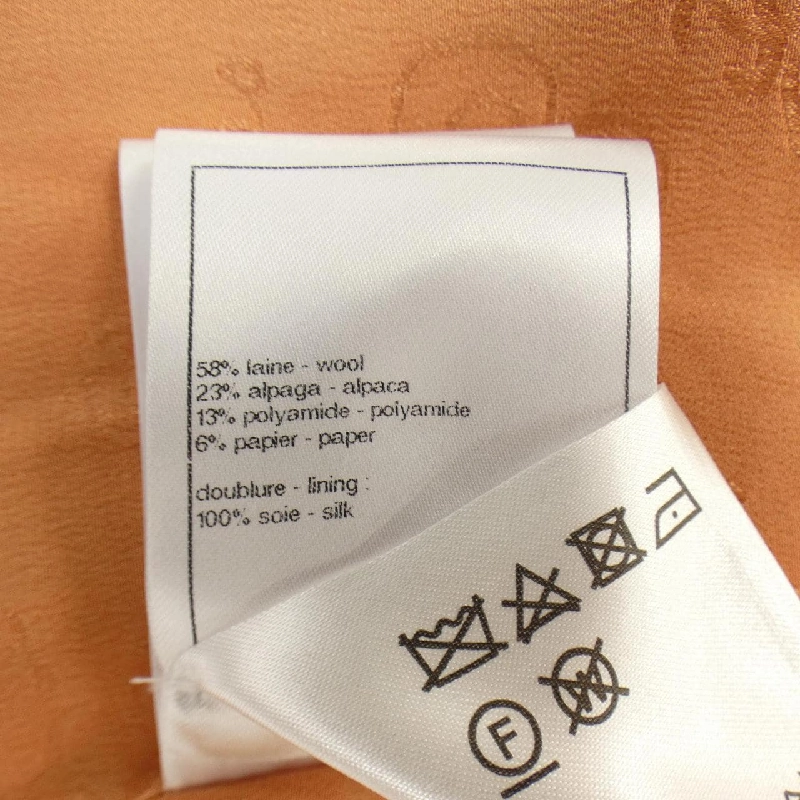 58% laine - wool
23% alpaga - alpaca
13% polyamide - polyamide
6% papier - paper
doublure - lining :
100% soie - silk
W
F